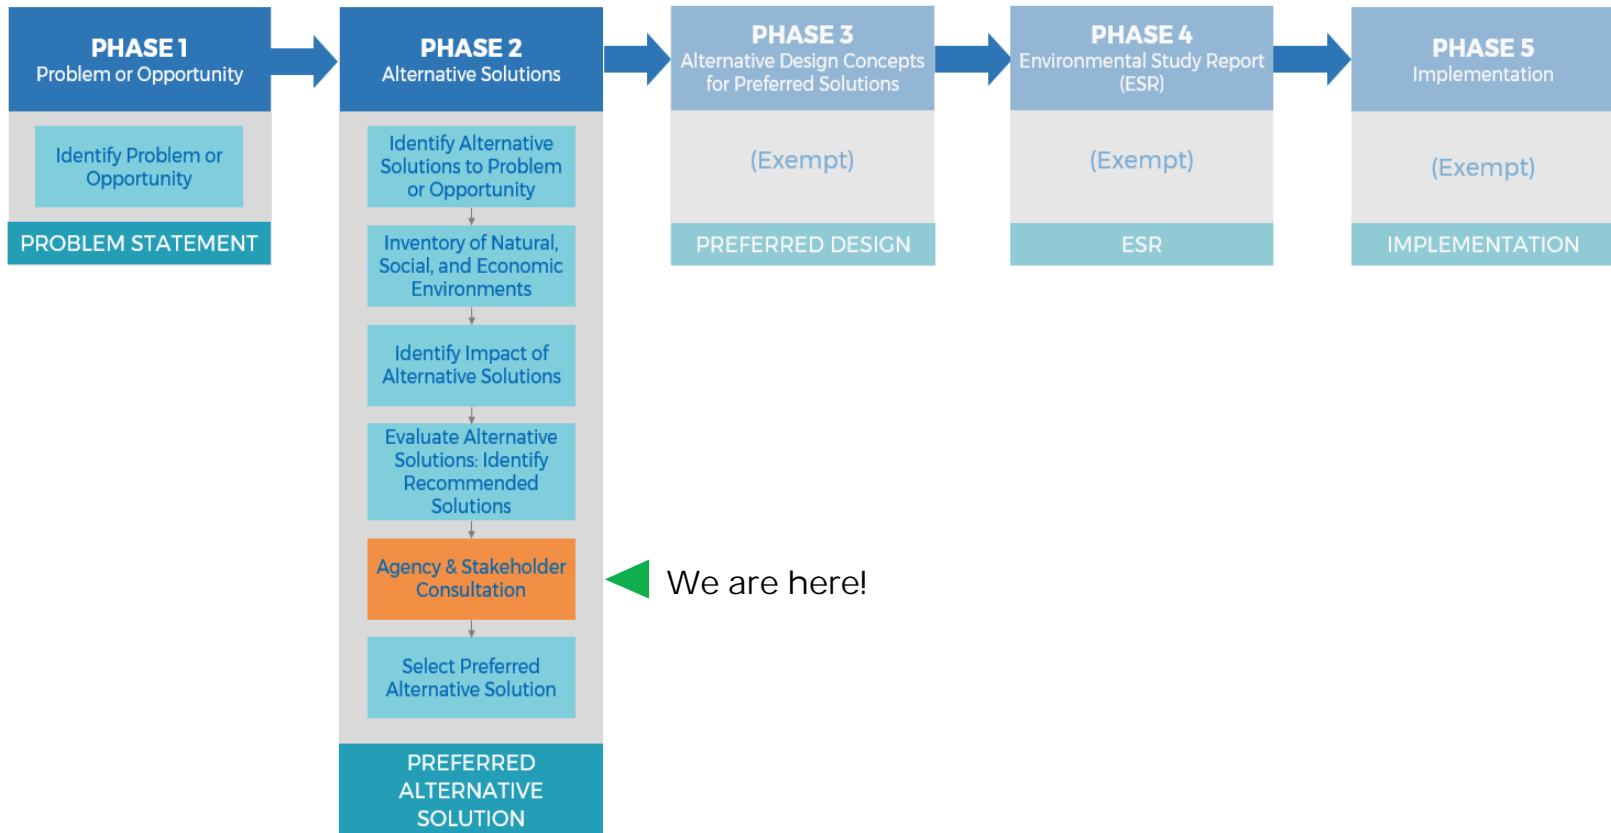 PHASE 1
Problem or Opportunity
Identify Problem or
Opportunity
PROBLEM STATEMENT
PHASE 2
Alternative Solutions
Identify Alternative
Solutions to Problem
or Opportunity
Inventory of Natural,
Social, and Economic
Environments
Identify Impact of
Alternative Solutions
Evaluate Alternative
Solutions: Identify
Recommended
Solutions
Agency & Stakeholder
Consultation
We are here!
Select Preferred
Alternative Solution
PREFERRED
ALTERNATIVE
SOLUTION
PHASE 3
Alternative Design Concepts
for Preferred Solutions
(Exempt)
PREFERRED DESIGN
PHASE 4
Environmental Study Report
(ESR)
(Exempt)
ESR
PHASE 5
Implementation
(Exempt)
IMPLEMENTATION